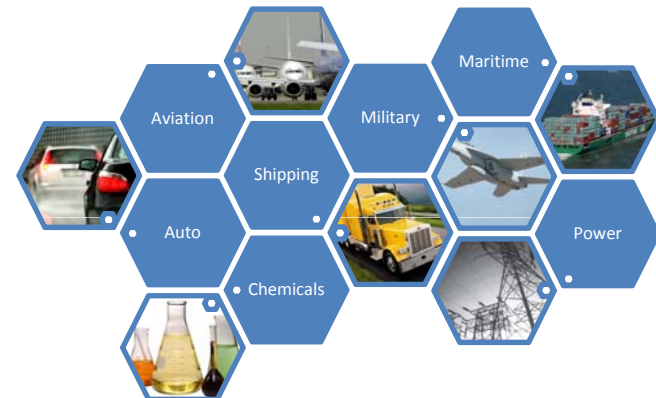 Maritime
Aviation
Military
Shipping
Auto
Power
Chemicals